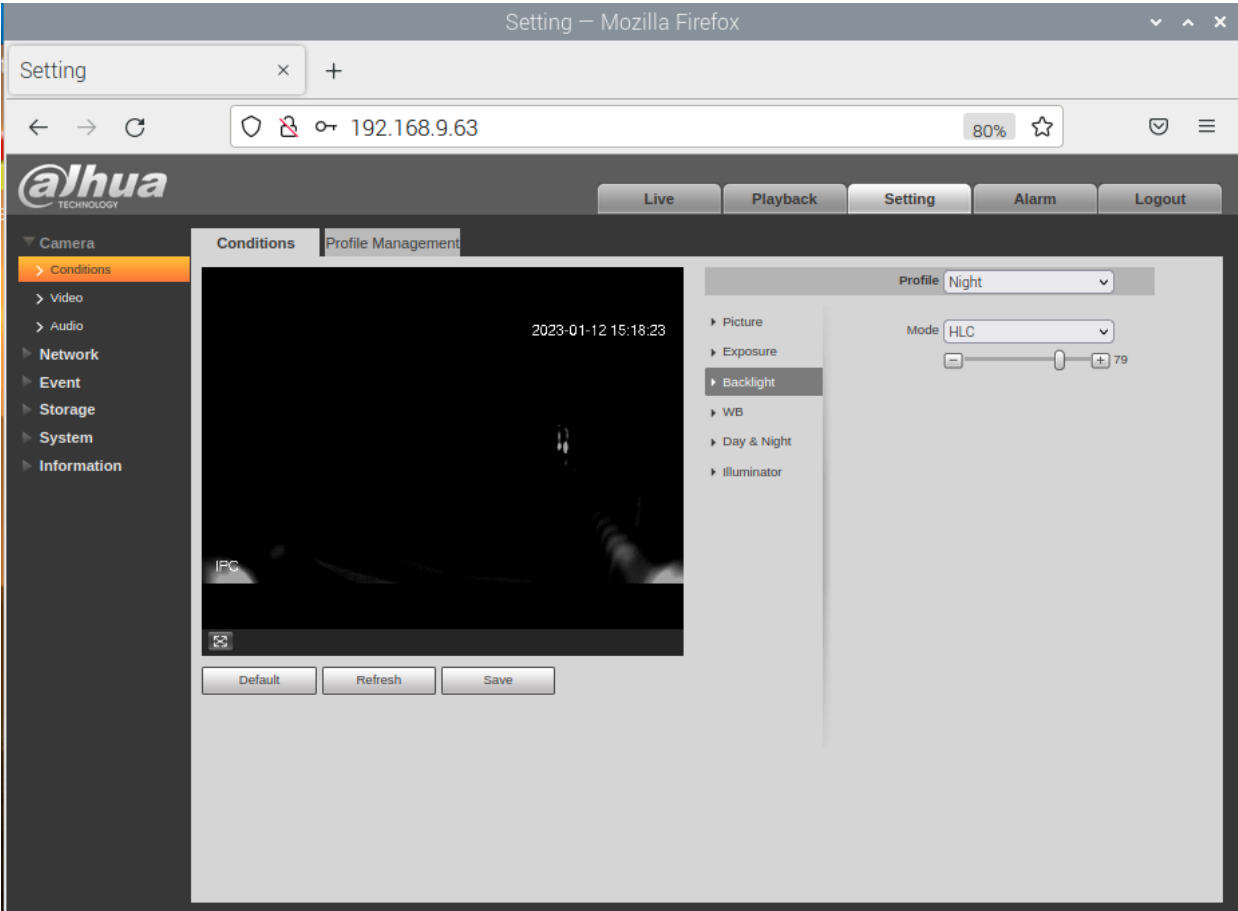 Setting — Mozilla Firefox
Setting
192.168.9.63
80%
alhua
TECHNOLOGY
Live
Playback
Setting
Alarm
Logout
Camera
Conditions
Video
Audio
Network
Event
Storage
System
Information
Conditions
Profile Management
2023-01-12 15:18:23
IPC
Default
Refresh
Save
Profile
Night
Picture
Exposure
Backlight
WB
Day & Night
Illuminator
Mode
HLC
79